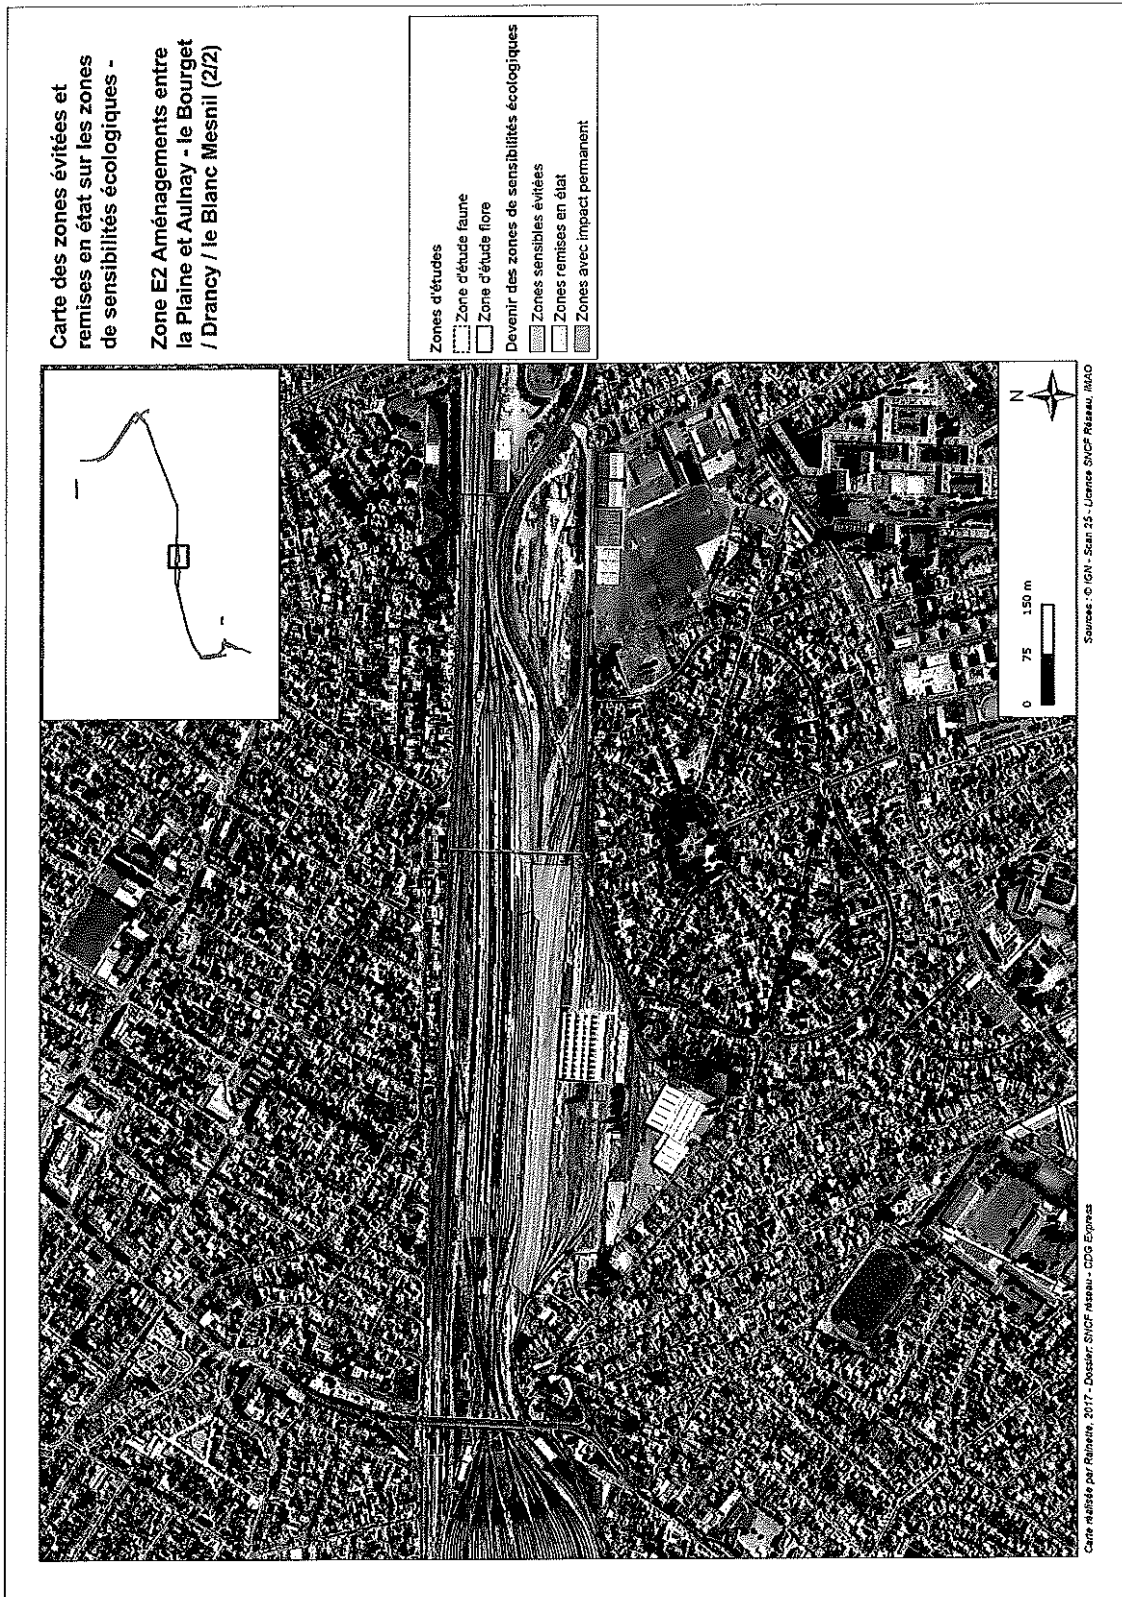 Carte des zones évitées et
remises en état sur les zones
de sensibilités écologiques -
Zone E2 Aménagements entre
la Plaine et Aulnay - le Bourget
/ Drancy / le Blanc Mesnil (2/2)
Zones d'études
Zone d'étude faune
Zone d'étude flore
Devenir des zones de sensibilités écologiques
Zones sensibles évitées
Zones remises en état
Zones avec impact permanent
N
0 75 150 m
Carte réalisée par Rainette, 2017 - Dossier: SNCF réseau - CDG Express
Sources : © IGN - Scan 25 - Licence SNCF Réseau, IMAO